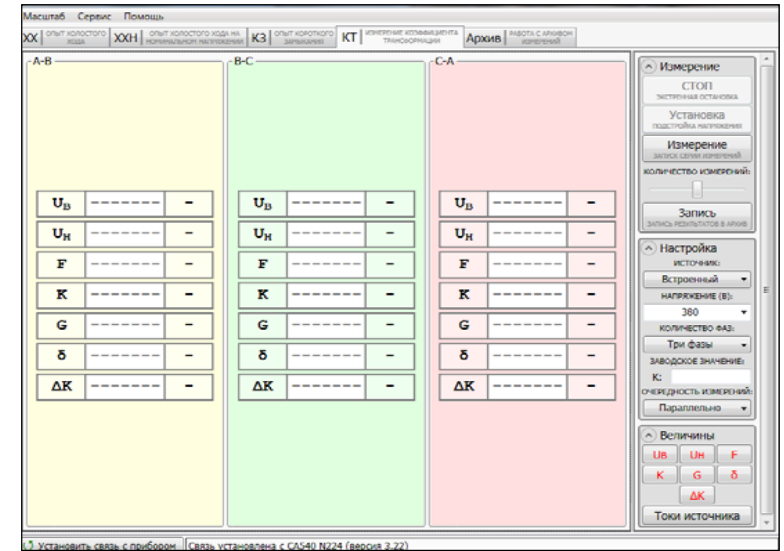 Масштаб Сервис Помощь
ХХ ОПЫТ ХОЛОСТОГО ХОДА ХХН ОПЫТ ХОЛОСТОГО ХОДА НА НОМИНАЛЬНОМ НАПРЯЖЕНИИ КЗ ОПЫТ КОРОТКОГО ЗАМЫКАНИЯ КТ ИЗМЕРЕНИЕ КОЭФФИЦИЕНТА ТРАНСФОРМАЦИИ Архив РАБОТА С АРХИВОМ ИЗМЕРЕНИЙ
A-B B-C C-A
UВ ------- – UВ ------- – UВ ------- –
UН ------- – UН ------- – UН ------- –
F ------- – F ------- – F ------- –
K ------- – K ------- – K ------- –
G ------- – G ------- – G ------- –
δ ------- – δ ------- – δ ------- –
ΔK ------- – ΔK ------- – ΔK ------- –
Измерение
СТОП
ЭКСТРЕННАЯ ОСТАНОВКА
Установка
ПОДСТРОЙКА НАПРЯЖЕНИЯ
Измерение
ЗАПУСК СЕРИИ ИЗМЕРЕНИЙ
КОЛИЧЕСТВО ИЗМЕРЕНИЙ:
Запись
ЗАПИСЬ РЕЗУЛЬТАТОВ В АРХИВ
Настройка
ИСТОЧНИК:
Встроенный
НАПРЯЖЕНИЕ (В):
380
КОЛИЧЕСТВО ФАЗ:
Три фазы
ЗАВОДСКОЕ ЗНАЧЕНИЕ:
К:
ОЧЕРЕДНОСТЬ ИЗМЕРЕНИЙ:
Параллельно
Величины
UВ UН F
K G δ
ΔK
Токи источника
Установить связь с прибором Связь установлена с CA540 N224 (версия 3.22)